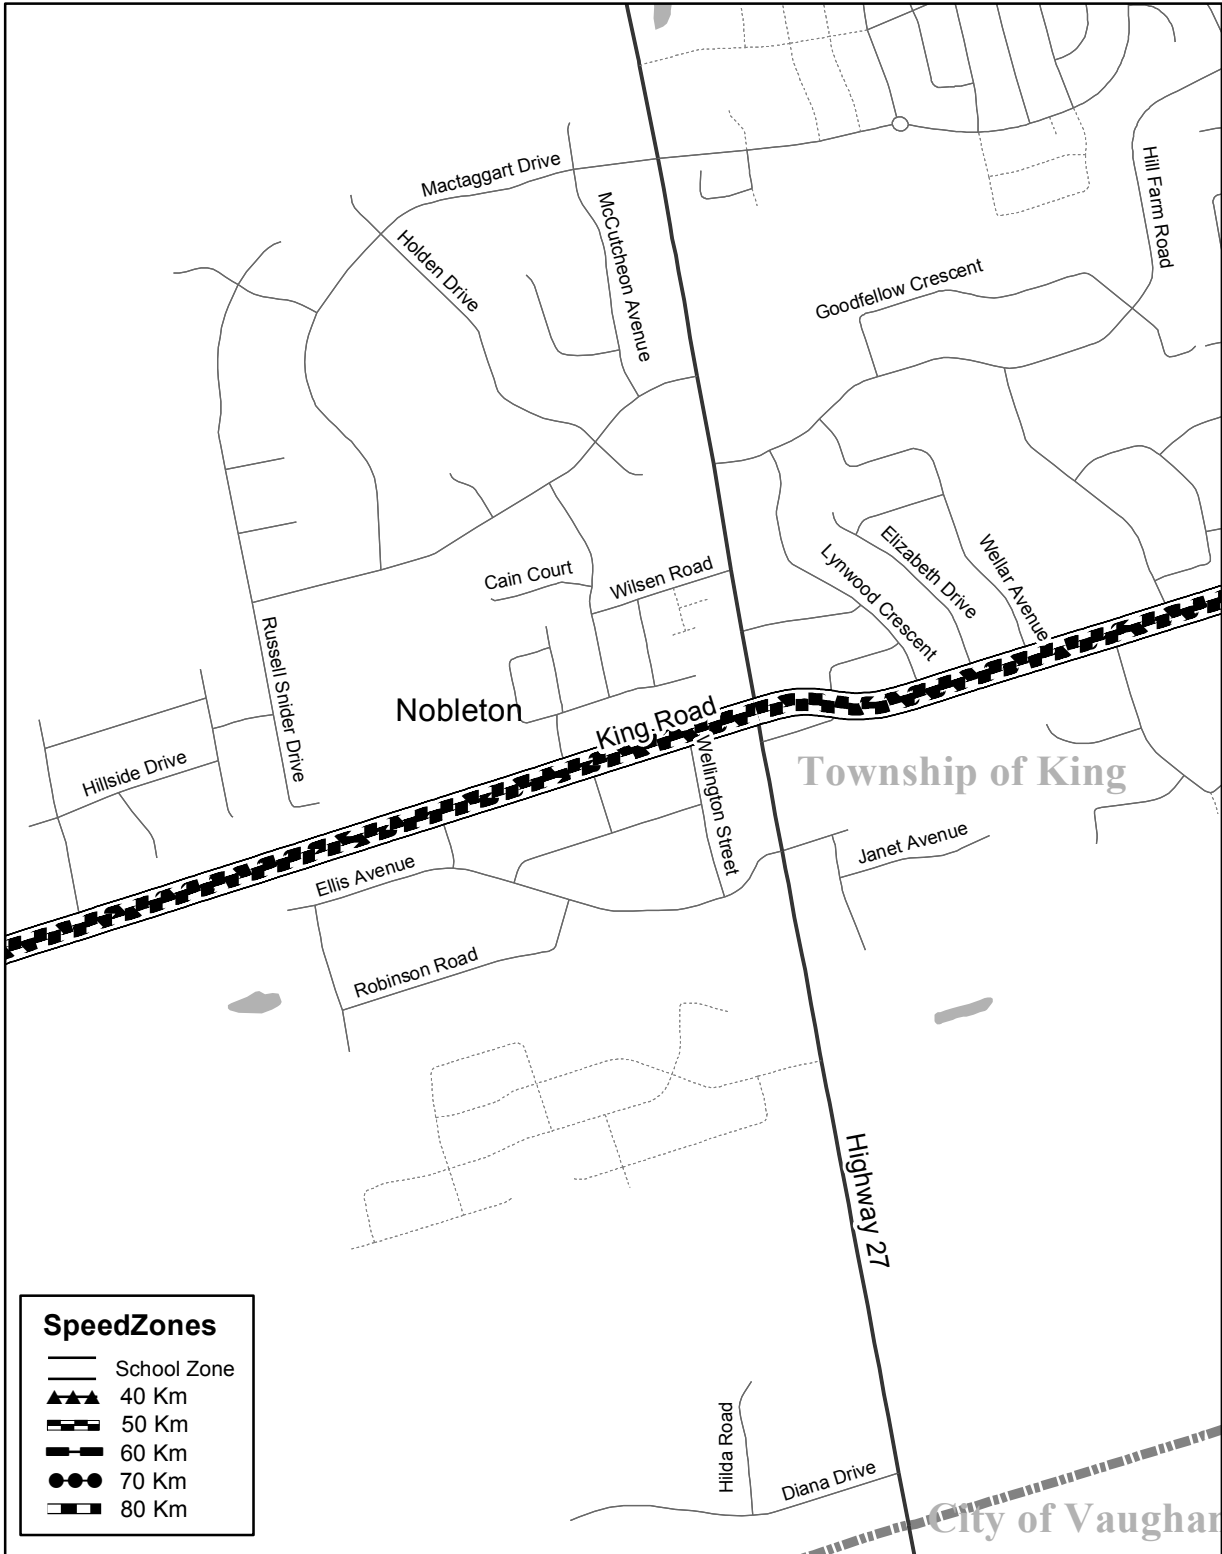 Mactaggart Drive
McCutcheon Avenue
Hill Farm Road
Holden Drive
Goodfellow Crescent
Cain Court
Wilsen Road
Lynwood Crescent
Elizabeth Drive
Wellar Avenue
Russell Snider Drive
Nobleton
King Road
Hillside Drive
Wellington Street
Township of King
Janet Avenue
Ellis Avenue
Robinson Road
Highway 27
SpeedZones
School Zone
40 Km
50 Km
60 Km
70 Km
80 Km
Hilda Road
Diana Drive
City of Vaughan